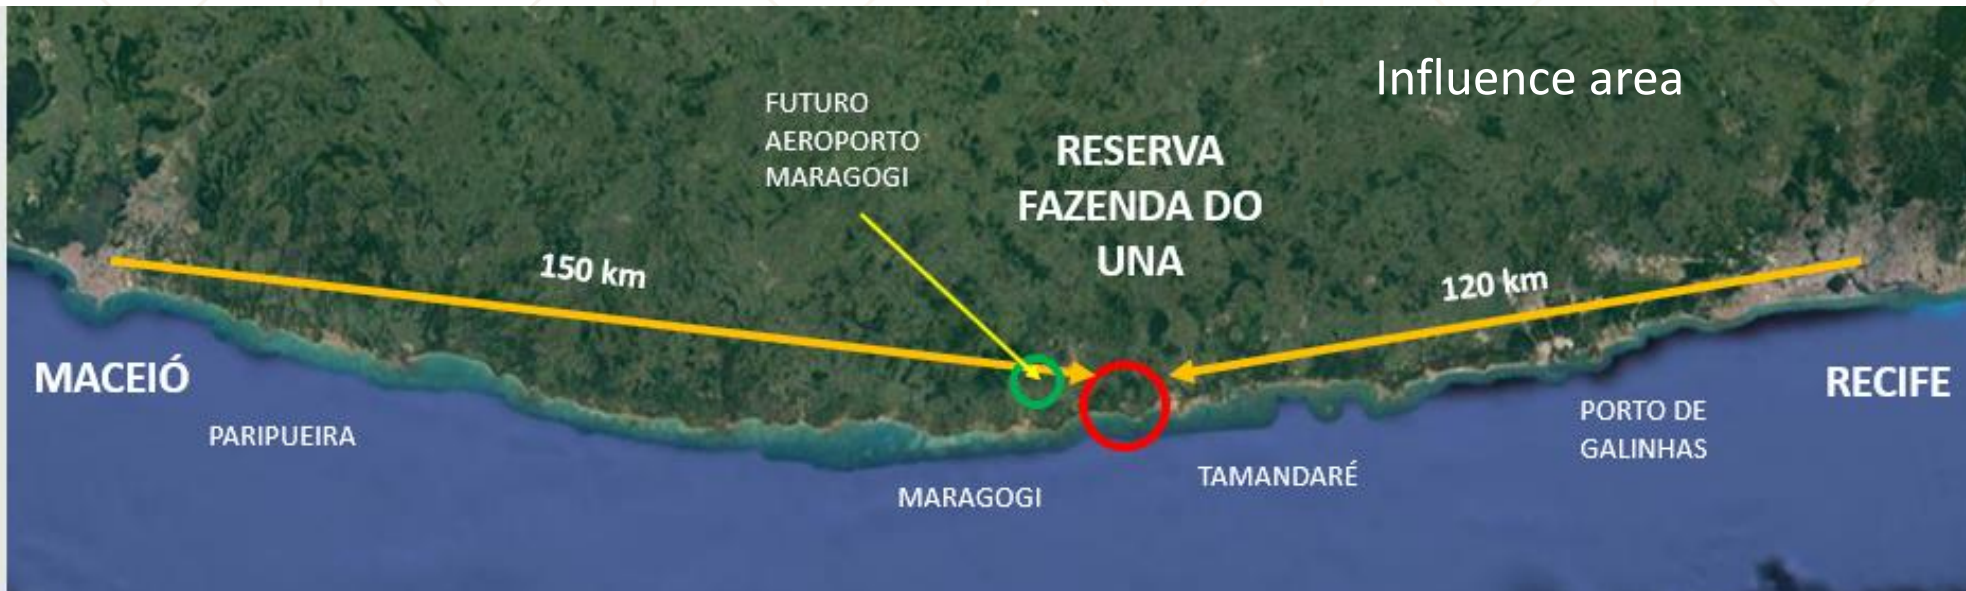 Influence area
FUTURO
AEROPORTO
MARAGOGI
RESERVA
FAZENDA DO
UNA
150 km
120 km
MACEIÓ
RECIFE
PARIPUEIRA
PORTO DE
GALINHAS
TAMANDARÉ
MARAGOGI